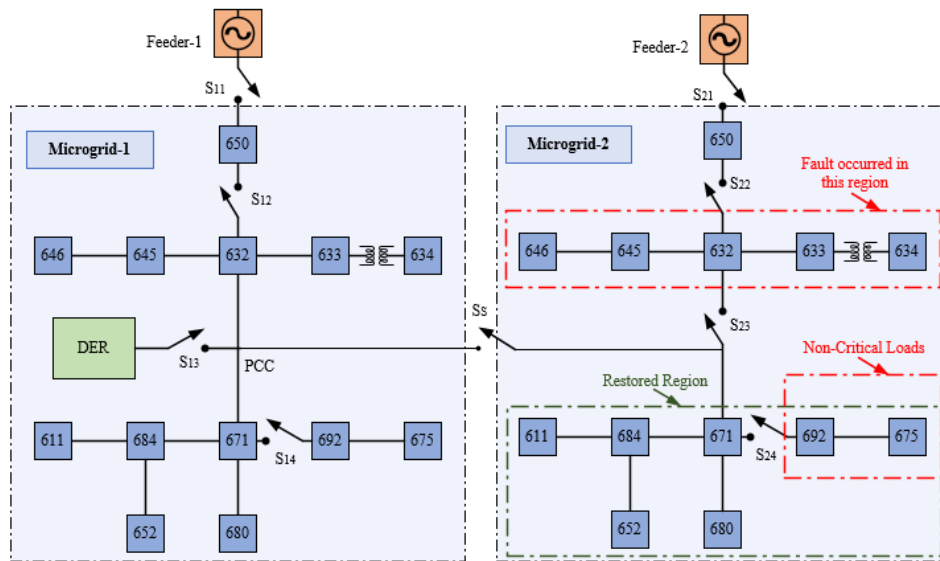 Feeder-1
Feeder-2
S11
S21
Microgrid-1
650
Microgrid-2
650
Fault occurred in
this region
S12
S22
646
645
632
633
634
646
645
632
633
634
DER
S13
PCC
SS
S23
Non-Critical Loads
Restored Region
611
684
671
S14
692
675
611
684
671
S24
692
675
652
680
652
680